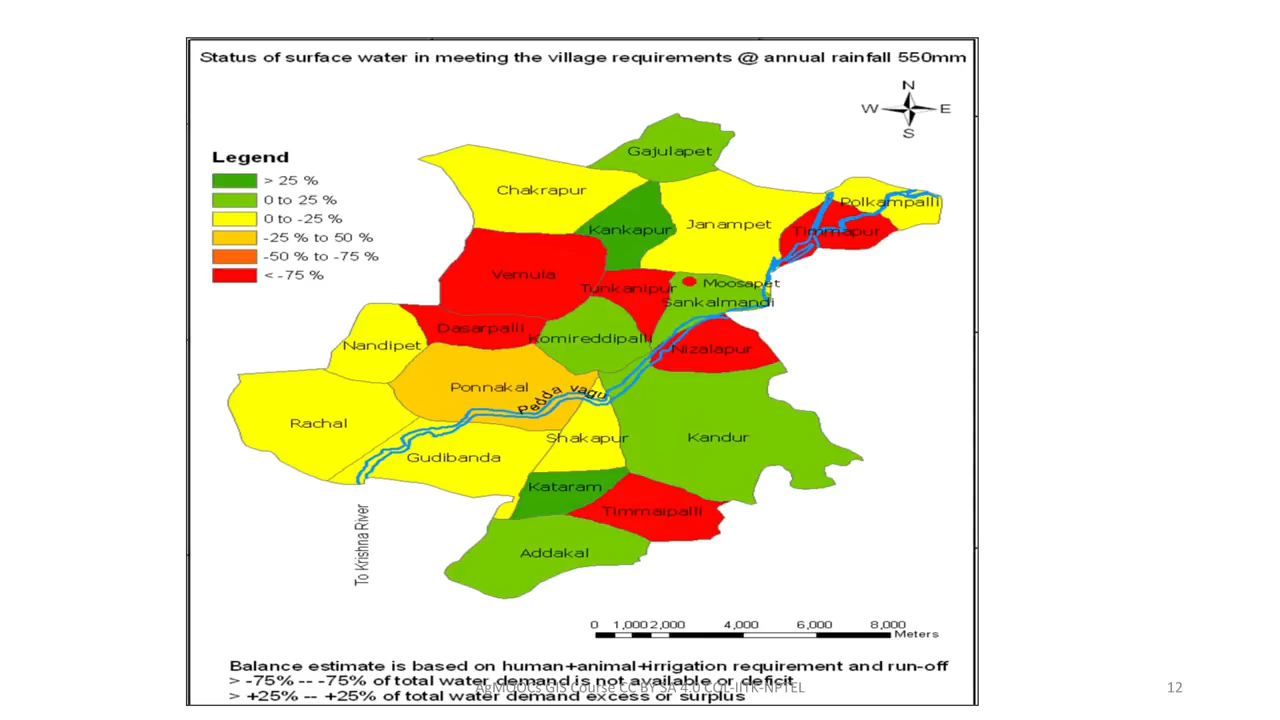 Status of surface water in meeting the village requirements @ annual rainfall 550mm
N
W E
S
Legend
> 25 %
0 to 25 %
0 to -25 %
-25 % to 50 %
-50 % to -75 %
< -75 %
Gajulapet
Chakrapur
Polkampalli
Kankapur
Janampet
Timmapur
Vemula
Tunkanipur
Moosapet
Sankalmandi
Dasarpalli
Komireddipalli
Nandipet
Nizalapur
Ponnakal
Pedda vagu
Rachal
Shakapur
Kandur
Gudibanda
Kataram
Timmaipalli
To Krishna River
Addakal
0 1,000 2,000 4,000 6,000 8,000
Meters
Balance estimate is based on human+animal+irrigation requirement and run-off
> -75% -- -75% of total water demand is not available or deficit
AgMOOCs GIS Course CC BY SA 4.0 COL-IITK-NPTEL
12
> +25% -- +25% of total water demand excess or surplus